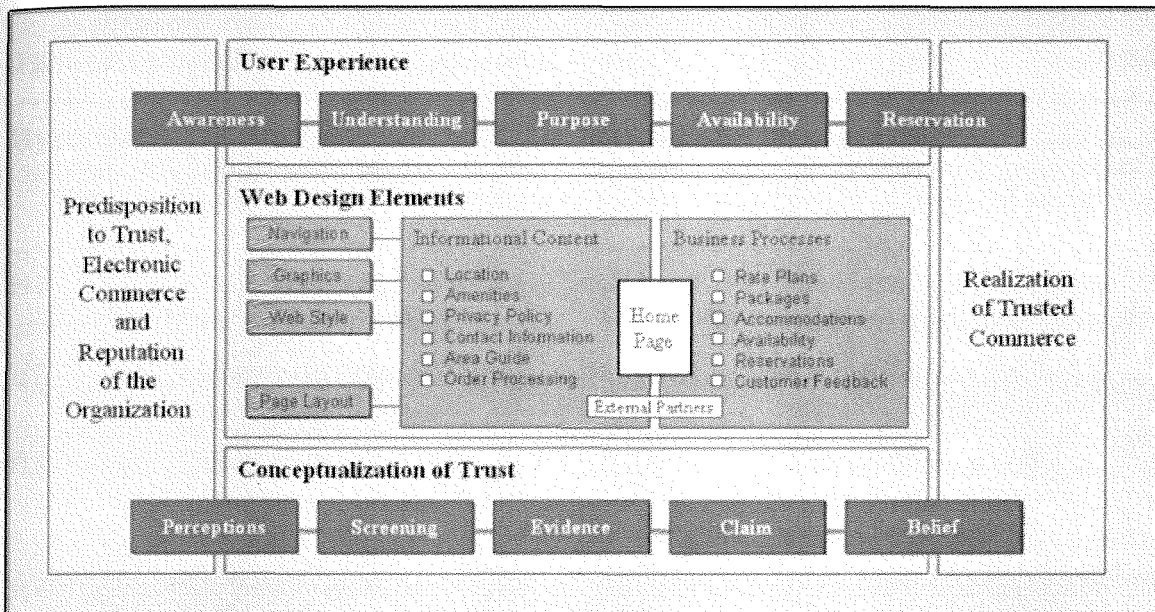 User Experience
Awareness
Understanding
Purpose
Availability
Reservation
Predisposition
to Trust,
Electronic
Commerce
and
Reputation
of the
Organization
Web Design Elements
Navigation
Graphics
Web Style
Page Layout
Informational Content
Location
Amenities
Privacy Policy
Contact Information
Area Guide
Order Processing
Home
Page
External Partners
Business Processes
Rate Plans
Packages
Accommodations
Availability
Reservations
Customer Feedback
Realization
of Trusted
Commerce
Conceptualization of Trust
Perceptions
Screening
Evidence
Claim
Belief